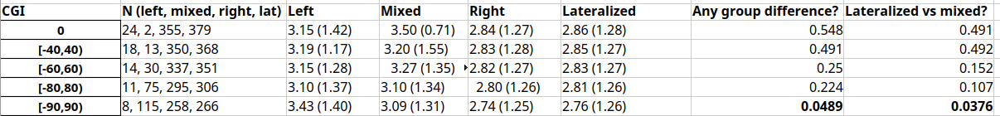 CGI N (left, mixed, right, lat) Left Mixed Right Lateralized Any group difference? Lateralized vs mixed?
0 24, 2, 355, 379 3.15 (1.42) 3.50 (0.71) 2.84 (1.27) 2.86 (1.28) 0.548 0.491
[-40,40) 18, 13, 350, 368 3.19 (1.17) 3.20 (1.55) 2.83 (1.28) 2.85 (1.27) 0.491 0.492
[-60,60) 14, 30, 337, 351 3.15 (1.28) 3.27 (1.35) 2.82 (1.27) 2.83 (1.27) 0.25 0.152
[-80,80) 11, 75, 295, 306 3.10 (1.37) 3.10 (1.34) 2.80 (1.26) 2.81 (1.26) 0.224 0.107
[-90,90) 8, 115, 258, 266 3.43 (1.40) 3.09 (1.31) 2.74 (1.25) 2.76 (1.26) 0.0489 0.0376